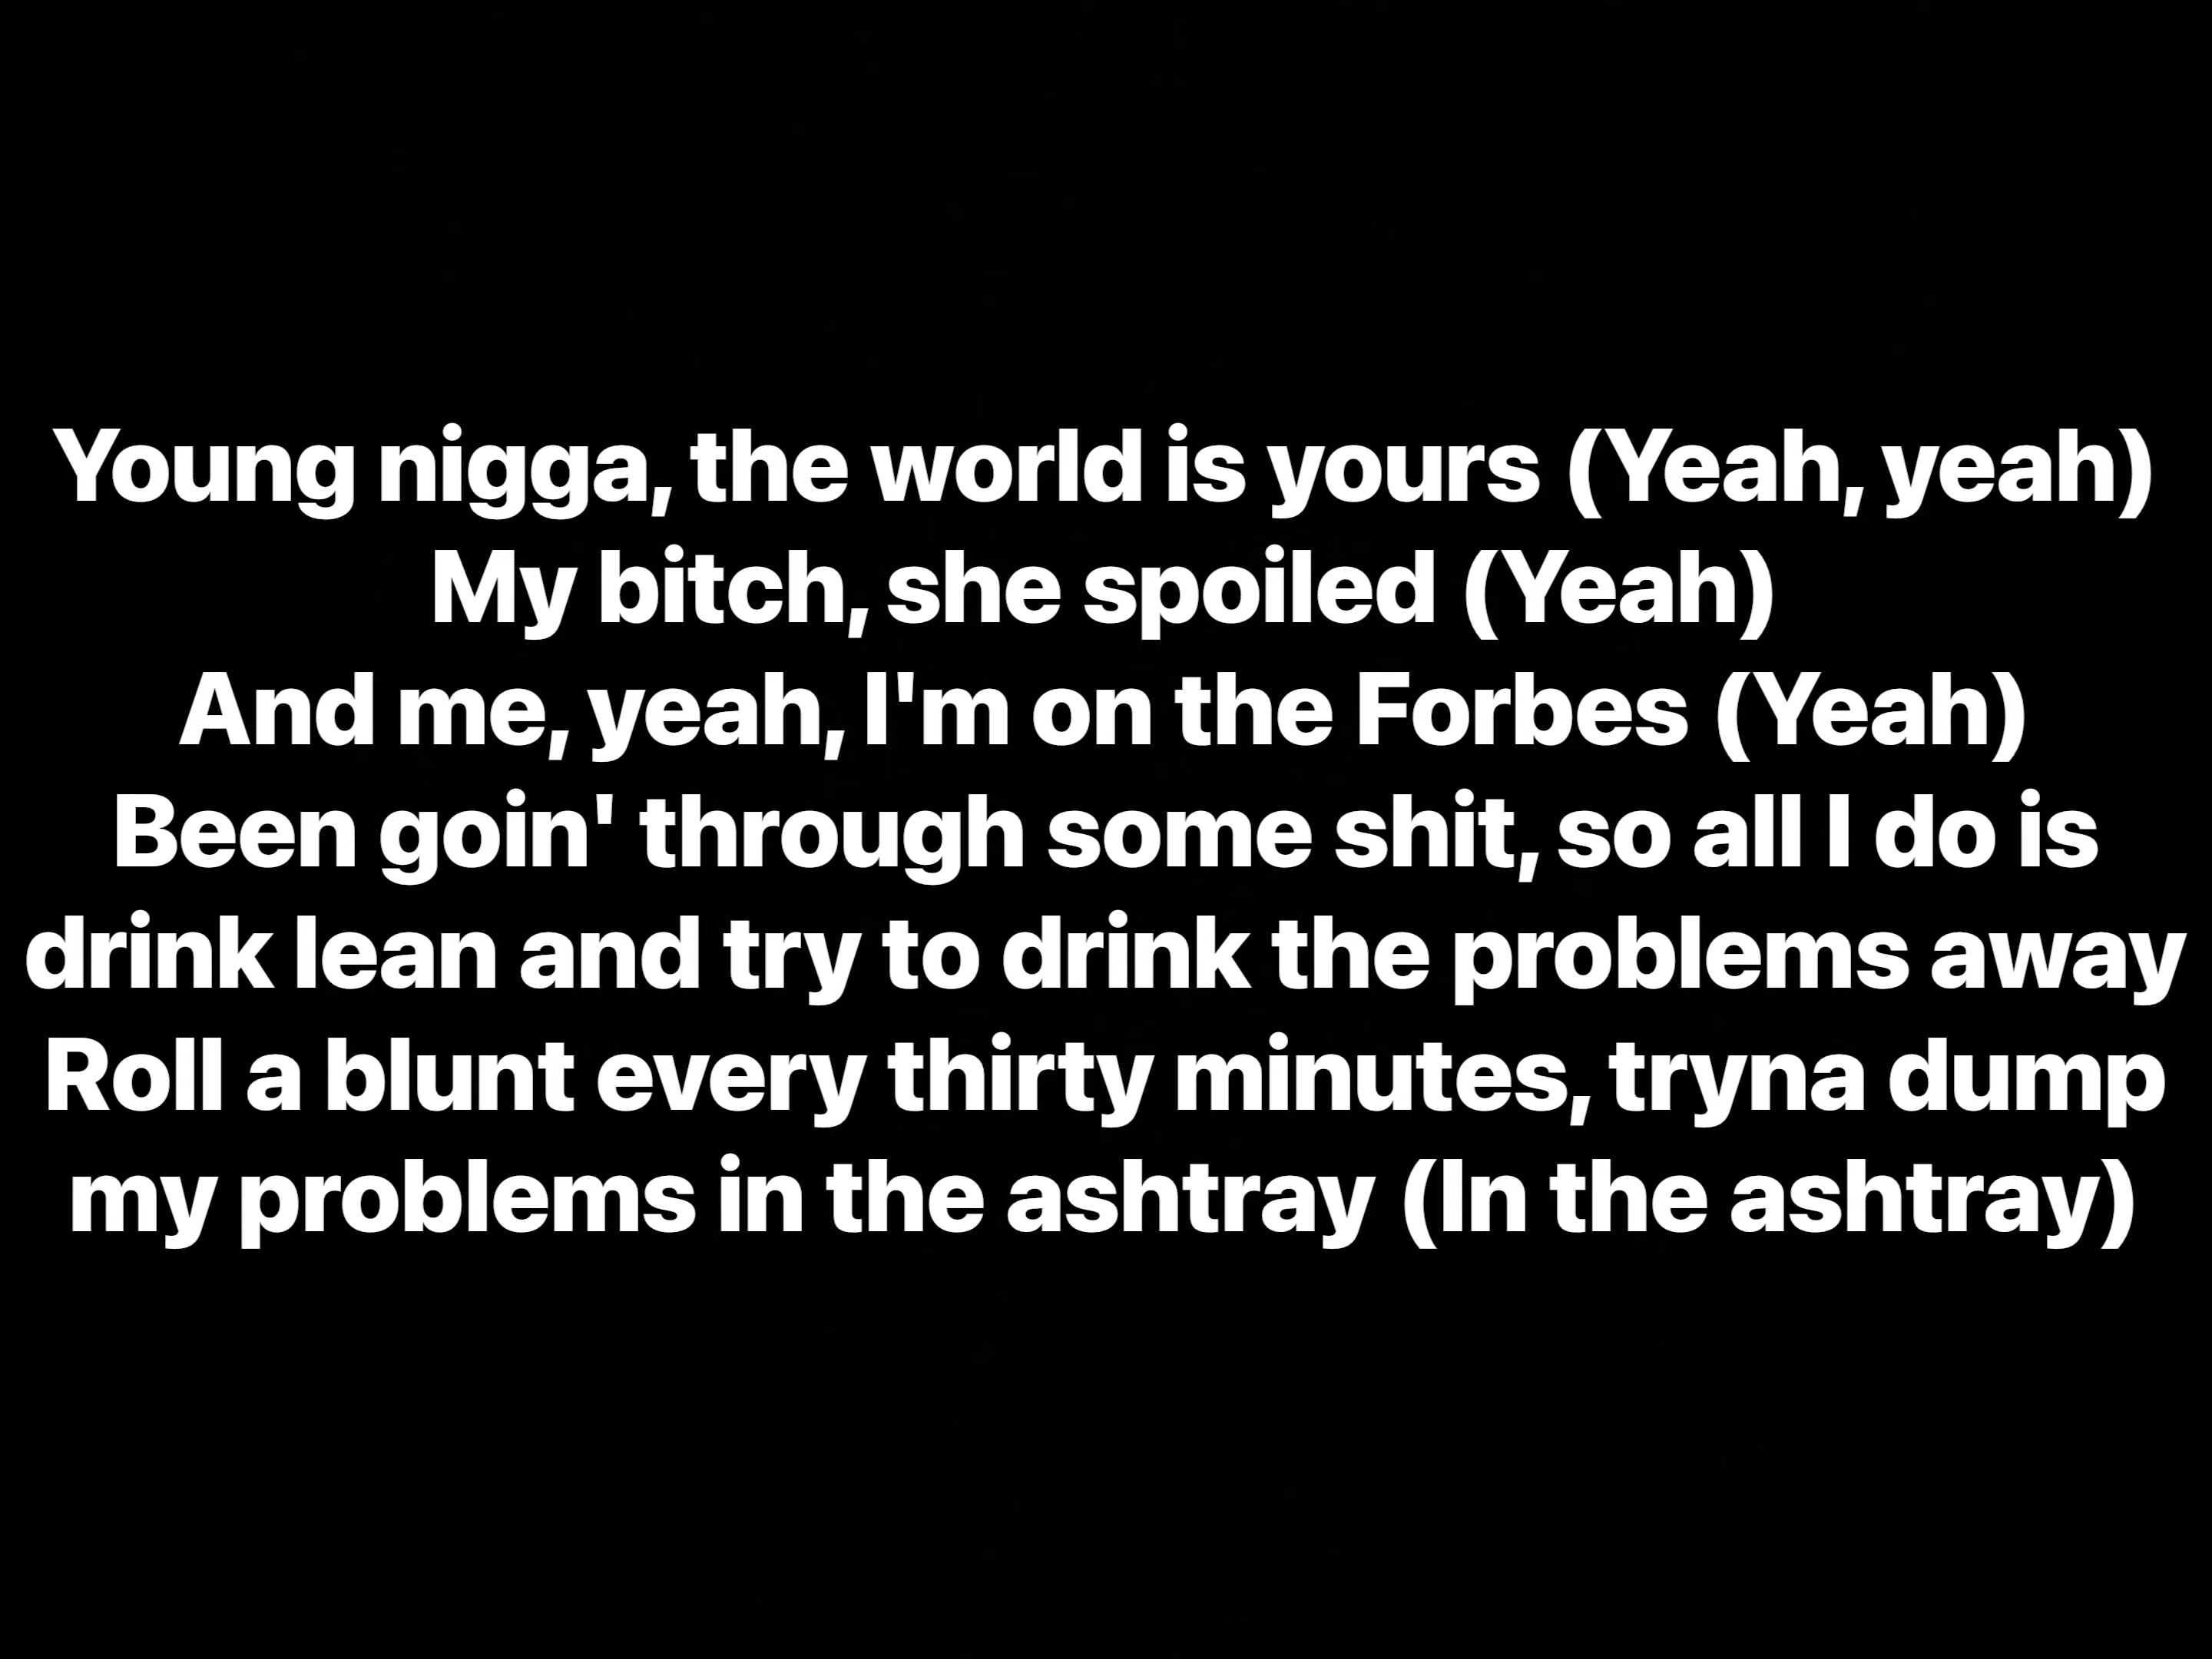 Young nigga, the world is yours (Yeah, yeah)
My bitch, she spoiled (Yeah)
And me, yeah, I'm on the Forbes (Yeah)
Been goin' through some shit, so all I do is
drink lean and try to drink the problems away
Roll a blunt every thirty minutes, tryna dump
my problems in the ashtray (In the ashtray)